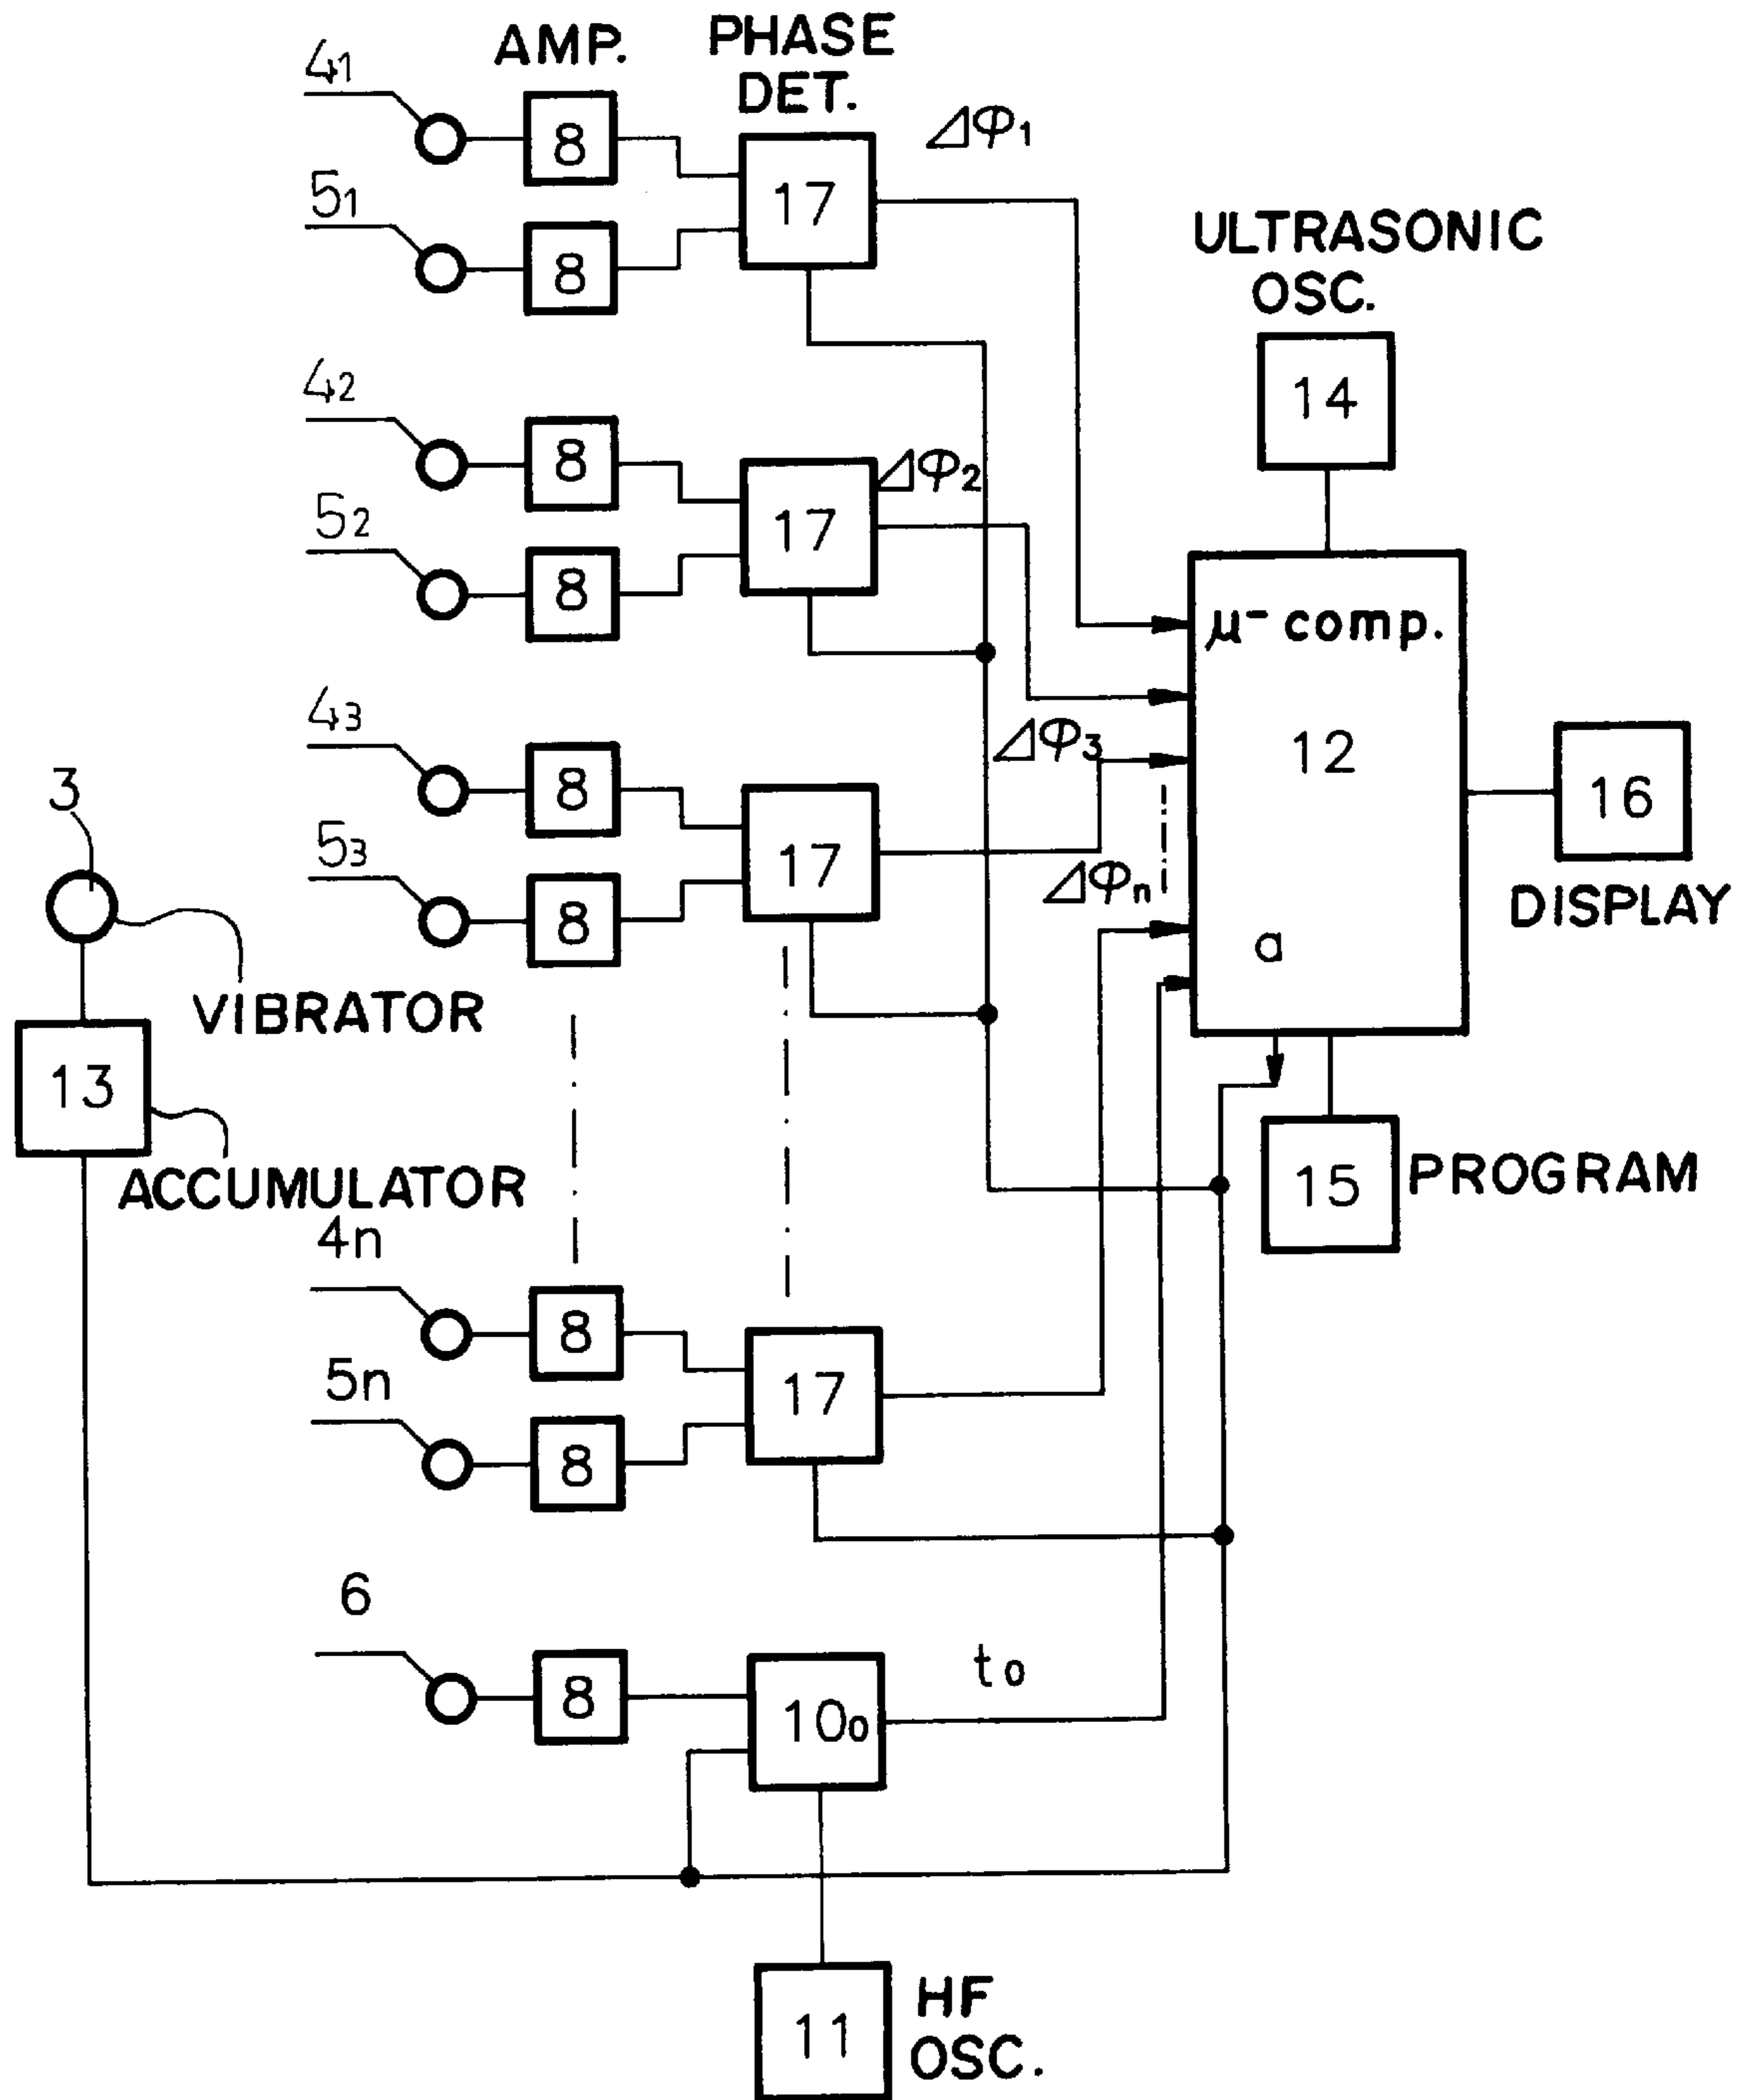 AMP.
PHASE
DET.
4₁
8
Δφ₁
17
5₁
8
ULTRASONIC
OSC.
14
4₂
8
Δφ₂
17
5₂
8
μ-comp.
12
4₃
8
Δφ₃
17
5₃
8
Δφn
16
DISPLAY
3
a
VIBRATOR
13
ACCUMULATOR
15
PROGRAM
4n
8
17
5n
8
6
8
10₀
t₀
11
HF
OSC.